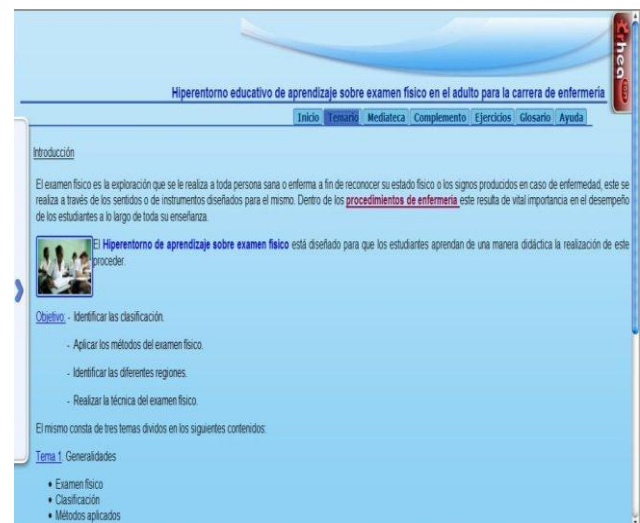 Crhea
Hiperentorno educativo de aprendizaje sobre examen físico en el adulto para la carrera de enfermería
Inicio Temario Mediateca Complemento Ejercicios Glosario Ayuda
Introducción
El examen físico es la exploración que se le realiza a toda persona sana o enferma a fin de reconocer su estado físico o los signos producidos en caso de enfermedad, este se
realiza a través de los sentidos o de instrumentos diseñados para el mismo. Dentro de los procedimientos de enfermeria este resulta de vital importancia en el desempeño
de los estudiantes a lo largo de toda su enseñanza.
El Hiperentorno de aprendizaje sobre examen fisico está diseñado para que los estudiantes aprendan de una manera didáctica la realización de este
proceder.
Objetivo: - Identificar las clasificación.
- Aplicar los métodos del examen físico.
- Identificar las diferentes regiones.
- Realizar la técnica del examen físico.
El mismo consta de tres temas dividos en los siguientes contenidos:
Tema 1. Generalidades
• Examen físico
• Clasificación
• Métodos aplicados